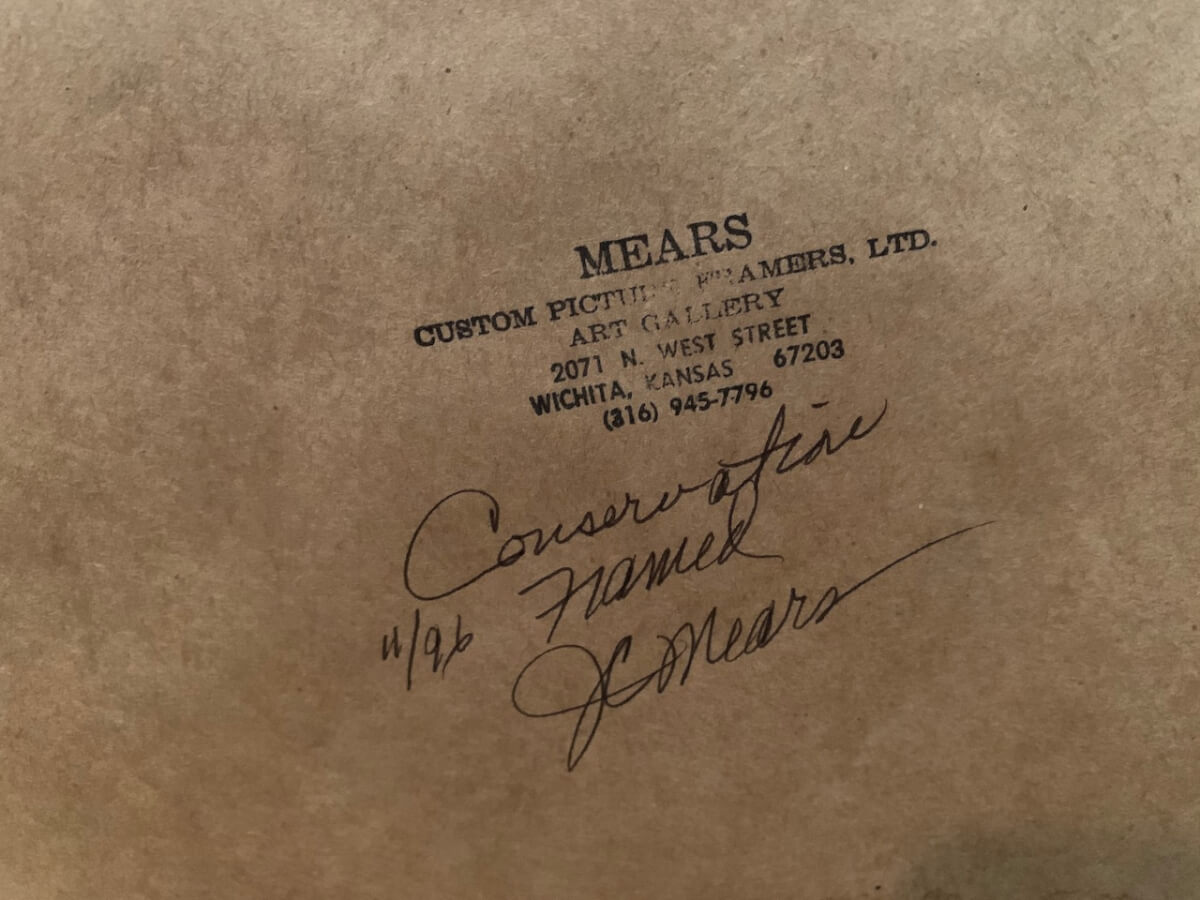 MEARS
CUSTOM PICTURE FRAMERS, LTD.
ART GALLERY
2071 N. WEST STREET
WICHITA, KANSAS 67203
(316) 945-7796
Conservation
Framed
11/96
JC Mears